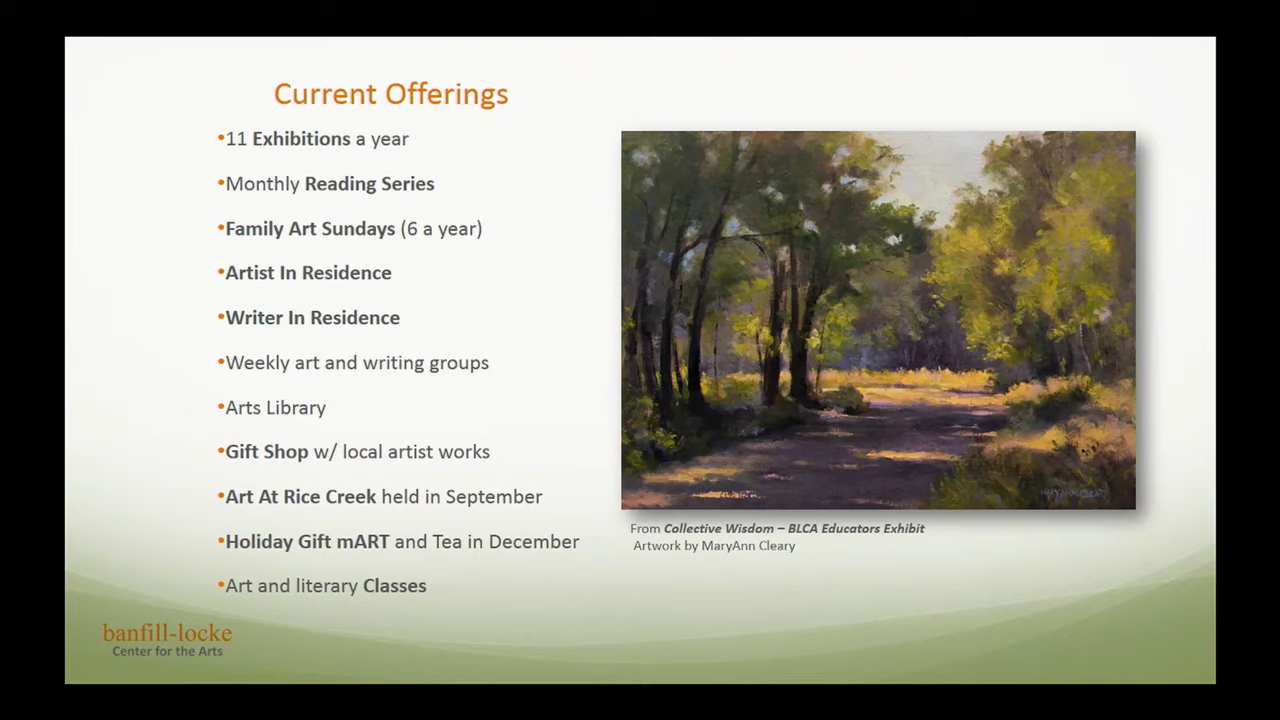 Current Offerings
•11 Exhibitions a year
•Monthly Reading Series
•Family Art Sundays (6 a year)
•Artist In Residence
•Writer In Residence
•Weekly art and writing groups
•Arts Library
•Gift Shop w/ local artist works
•Art At Rice Creek held in September
•Holiday Gift mART and Tea in December
•Art and literary Classes
From Collective Wisdom – BLCA Educators Exhibit
Artwork by MaryAnn Cleary
banfill-locke
Center for the Arts